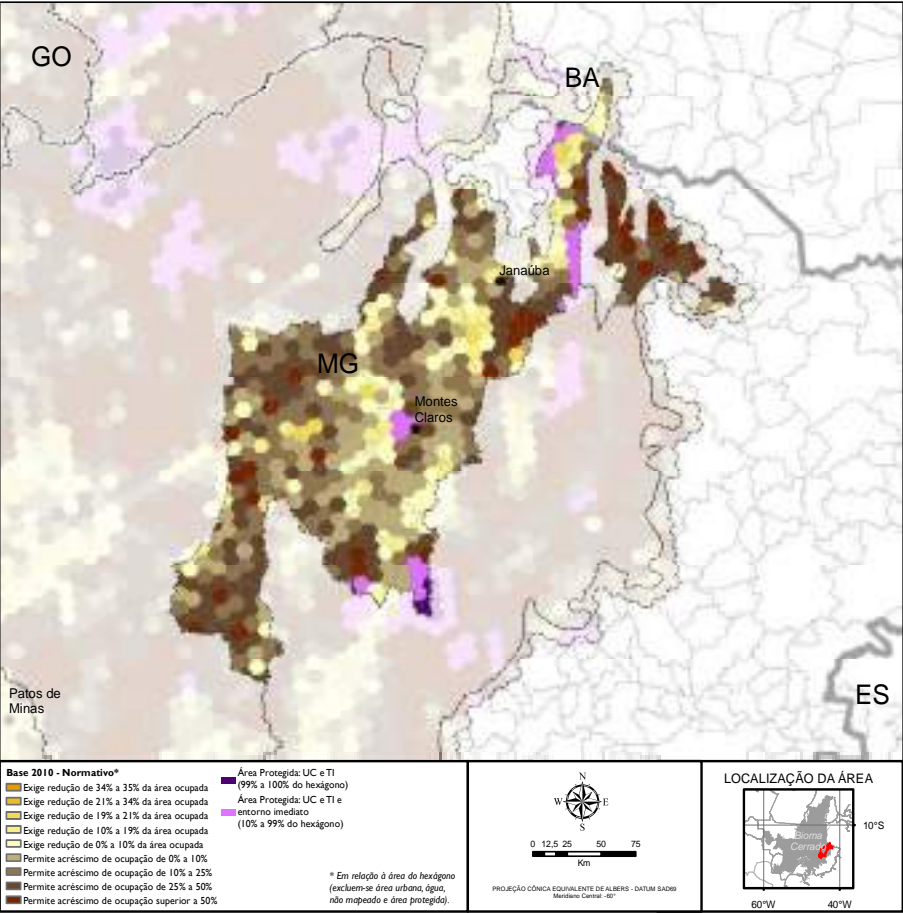 GO
BA
Janaúba
MG
Montes
Claros
Patos de
Minas
ES
Base 2010 - Normativo*
Exige redução de 34% a 35% da área ocupada
Exige redução de 21% a 34% da área ocupada
Exige redução de 19% a 21% da área ocupada
Exige redução de 10% a 19% da área ocupada
Exige redução de 0% a 10% da área ocupada
Permite acréscimo de ocupação de 0% a 10%
Permite acréscimo de ocupação de 10% a 25%
Permite acréscimo de ocupação de 25% a 50%
Permite acréscimo de ocupação superior a 50%
Área Protegida: UC e TI
(99% a 100% do hexágono)
Área Protegida: UC e TI e
entorno imediato
(10% a 99% do hexágono)
* Em relação à área do hexágono
(excluem-se área urbana, água,
não mapeado e área protegida).
N
W E
S
0 12,5 25 50 75
Km
PROJEÇÃO CÔNICA EQUIVALENTE DE ALBERS - DATUM SAD69
Meridiano Central: -60°
LOCALIZAÇÃO DA ÁREA
Bioma
Cerrado
10°S
60°W 40°W